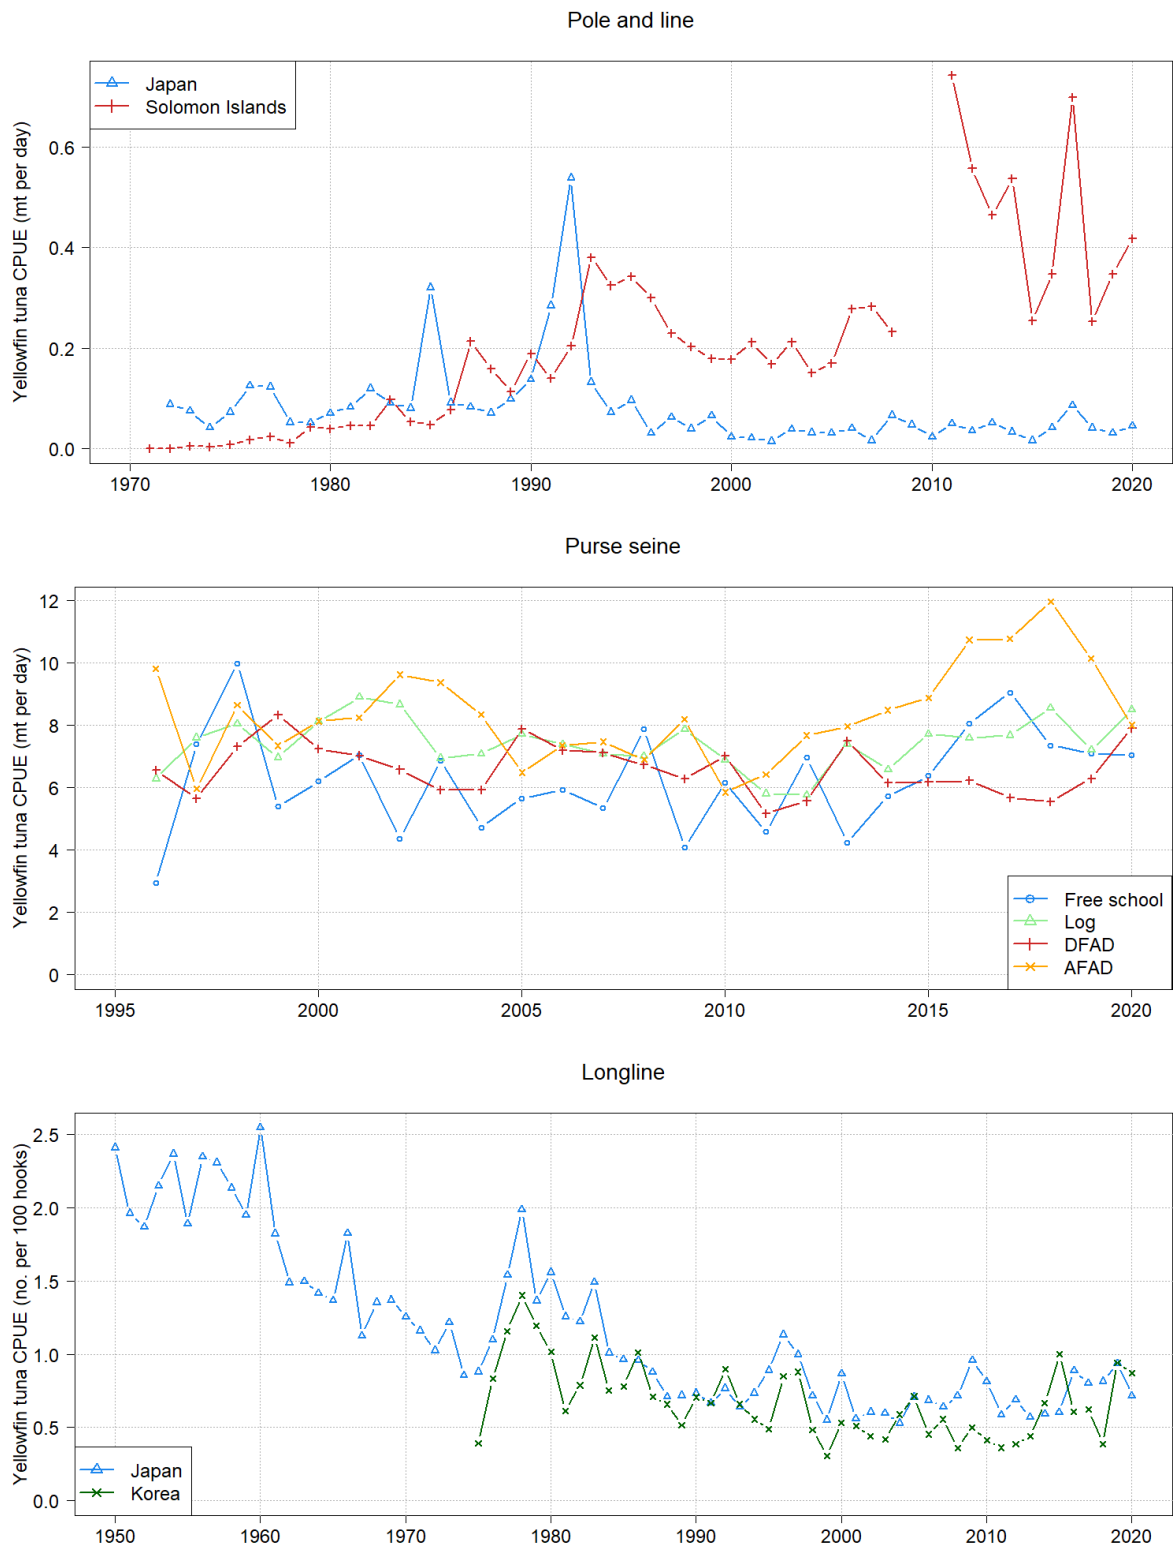 Pole and line
Japan
Solomon Islands
Yellowfin tuna CPUE (mt per day)
0.6
0.4
0.2
0.0
1970 1980 1990 2000 2010 2020
Purse seine
Yellowfin tuna CPUE (mt per day)
12
10
8
6
4
2
0
Free school
Log
DFAD
AFAD
1995 2000 2005 2010 2015 2020
Longline
Yellowfin tuna CPUE (no. per 100 hooks)
2.5
2.0
1.5
1.0
0.5
0.0
Japan
Korea
1950 1960 1970 1980 1990 2000 2010 2020